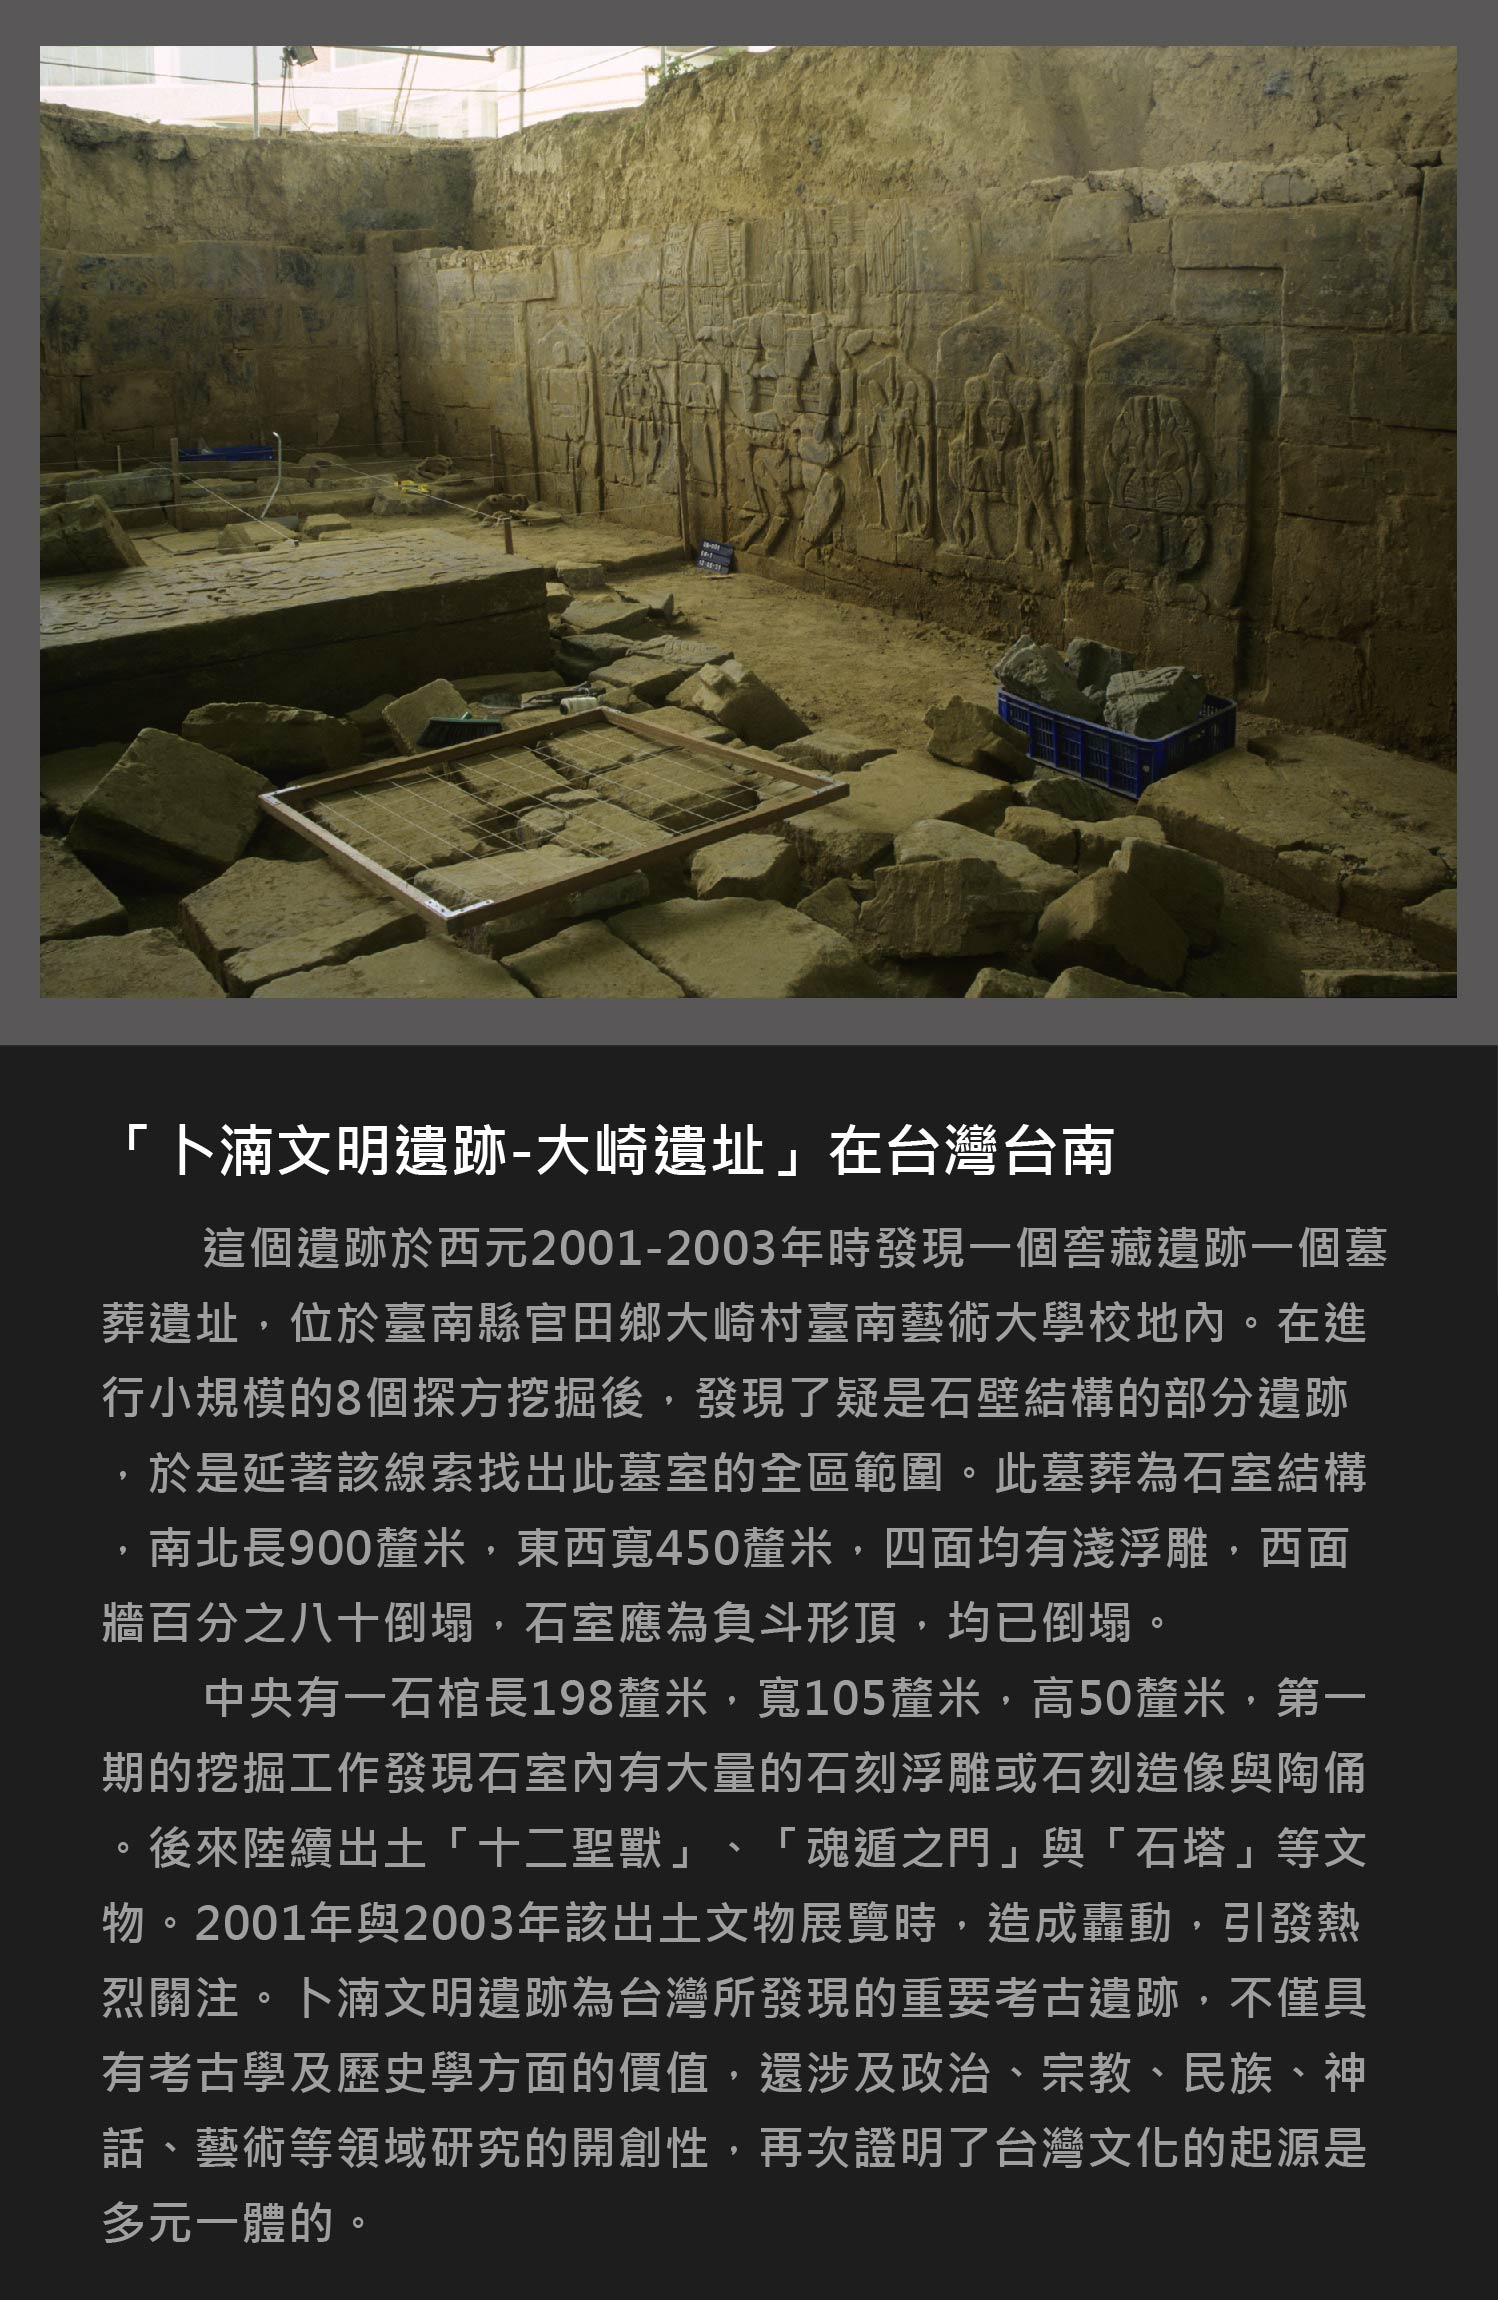 「卜湳文明遺跡-大崎遺址」在台灣台南
這個遺跡於西元2001-2003年時發現一個窖藏遺跡一個墓
葬遺址，位於臺南縣官田鄉大崎村臺南藝術大學校地內。在進
行小規模的8個探方挖掘後，發現了疑是石壁結構的部分遺跡
，於是延著該線索找出此墓室的全區範圍。此墓葬為石室結構
，南北長900釐米，東西寬450釐米，四面均有淺浮雕，西面
牆百分之八十倒塌，石室應為負斗形頂，均已倒塌。
中央有一石棺長198釐米，寬105釐米，高50釐米，第一
期的挖掘工作發現石室內有大量的石刻浮雕或石刻造像與陶俑
。後來陸續出土「十二聖獸」、「魂遁之門」與「石塔」等文
物。2001年與2003年該出土文物展覽時，造成轟動，引發熱
烈關注。卜湳文明遺跡為台灣所發現的重要考古遺跡，不僅具
有考古學及歷史學方面的價值，還涉及政治、宗教、民族、神
話、藝術等領域研究的開創性，再次證明了台灣文化的起源是
多元一體的。